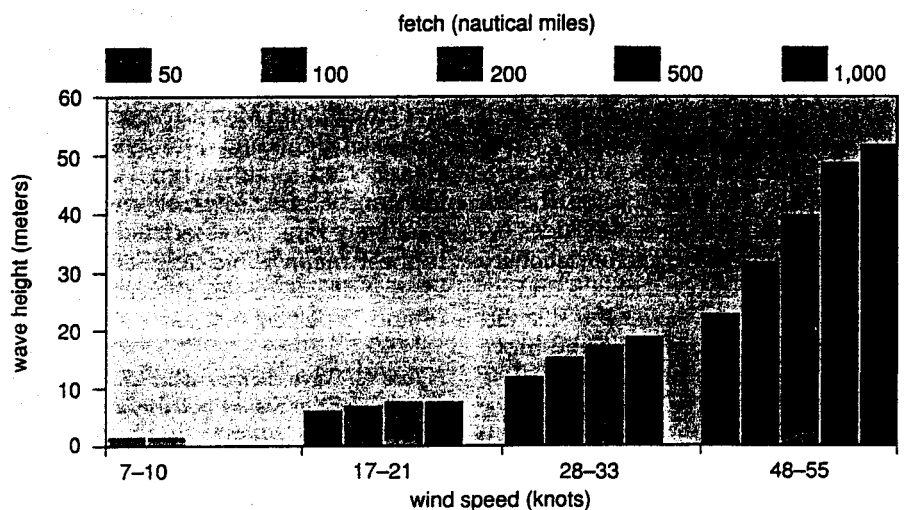 fetch (nautical miles)
50 100 200 500 1,000
60
50
40
30
20
10
0
wave height (meters)
7–10 17–21 28–33 48–55
wind speed (knots)